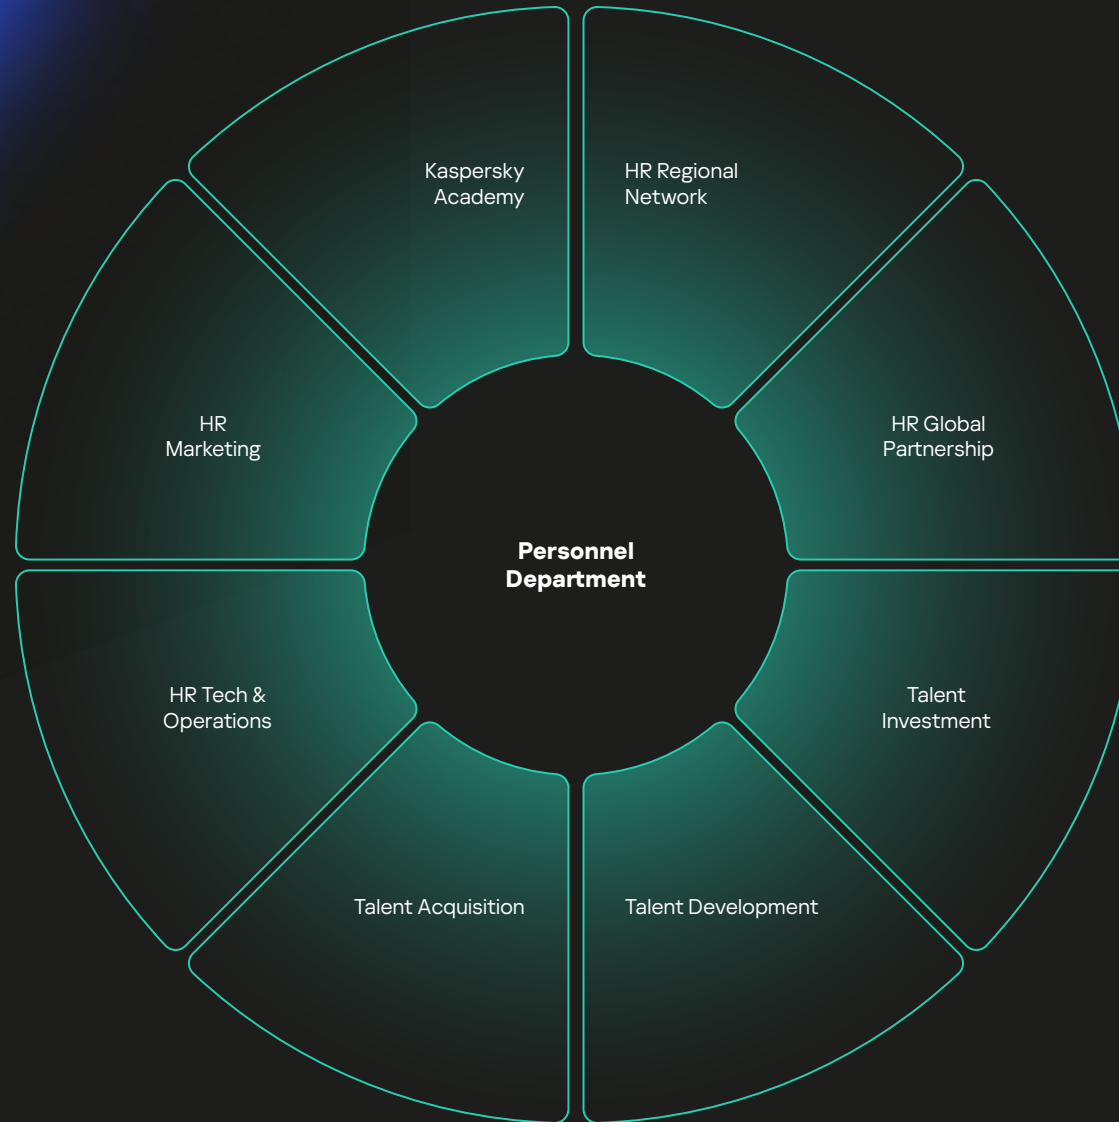 Kaspersky
Academy
HR Regional
Network
HR
Marketing
HR Global
Partnership
Personnel
Department
HR Tech &
Operations
Talent
Investment
Talent Acquisition
Talent Development